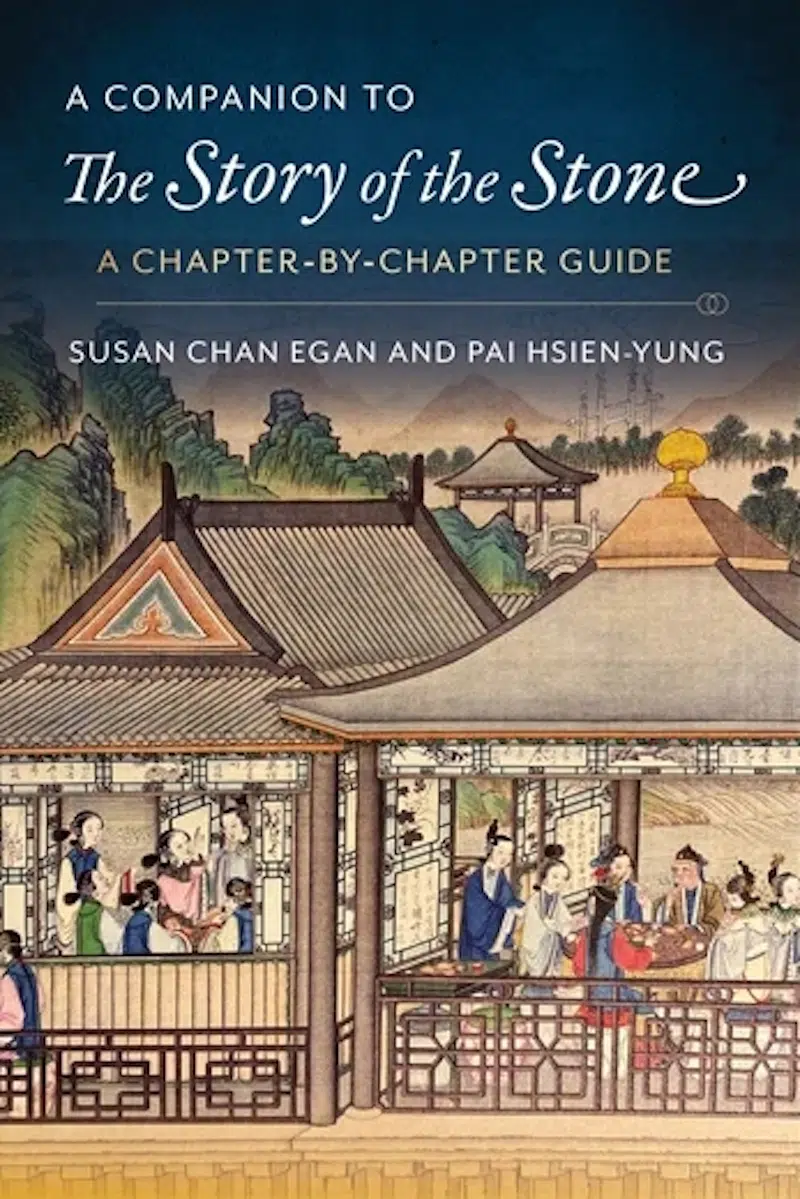 A COMPANION TO
The Story of the Stone
A CHAPTER-BY-CHAPTER GUIDE
SUSAN CHAN EGAN AND PAI HSIEN-YUNG